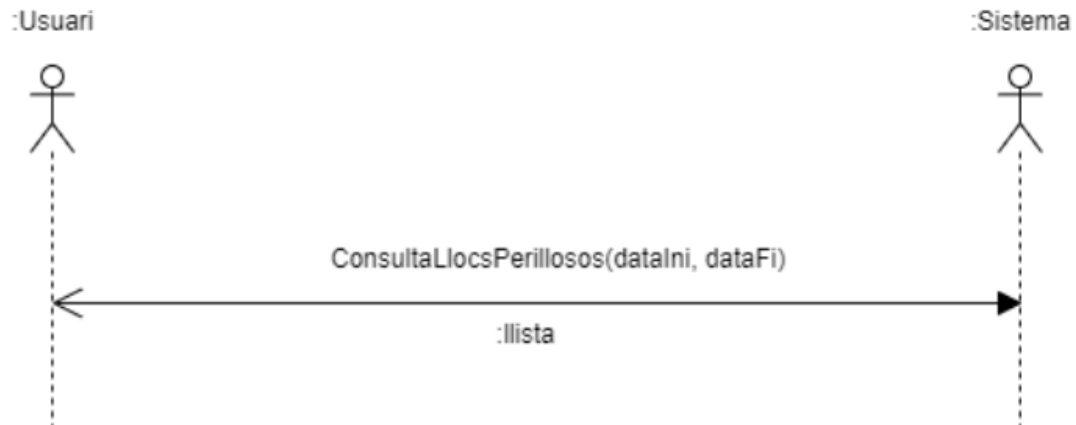 :Usuari
:Sistema
ConsultaLlocsPerillosos(dataIni, dataFi)
:llista